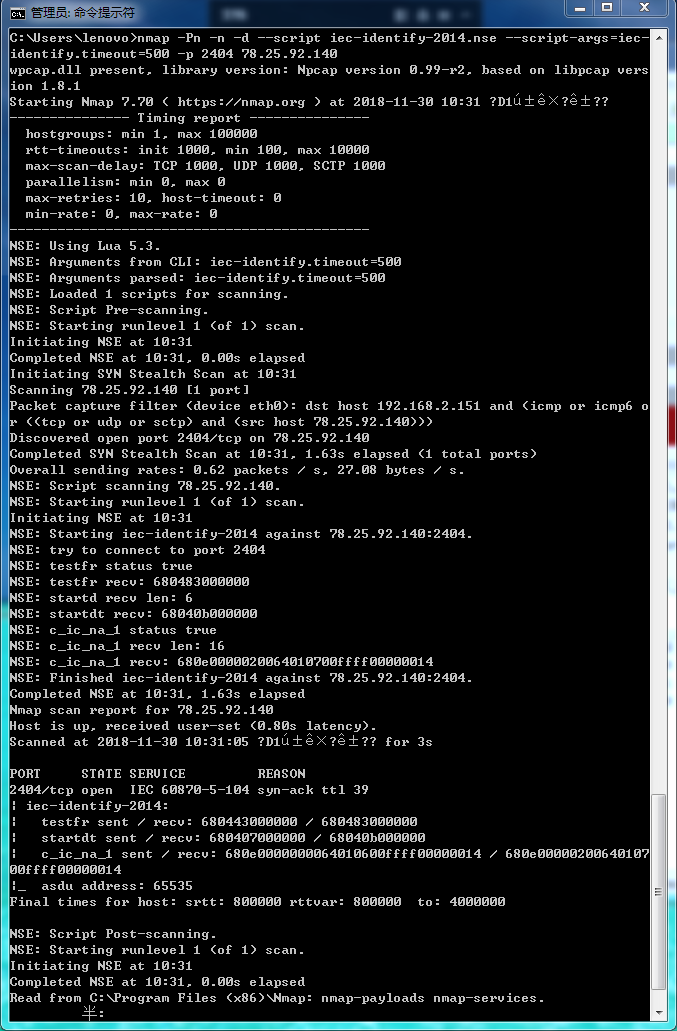 管理员: 命令提示符
C:\Users\lenovo>nmap -Pn -n -d --script iec-identify-2014.nse --script-args=iec-
identify.timeout=500 -p 2404 78.25.92.140
wpcap.dll present, library version: Npcap version 0.99-r2, based on libpcap vers
ion 1.8.1
Starting Nmap 7.70 ( https://nmap.org ) at 2018-11-30 10:31 ?D1ú±ê×?ê±??
--------------- Timing report ---------------
  hostgroups: min 1, max 100000
  rtt-timeouts: init 1000, min 100, max 10000
  max-scan-delay: TCP 1000, UDP 1000, SCTP 1000
  parallelism: min 0, max 0
  max-retries: 10, host-timeout: 0
  min-rate: 0, max-rate: 0
---------------------------------------------
NSE: Using Lua 5.3.
NSE: Arguments from CLI: iec-identify.timeout=500
NSE: Arguments parsed: iec-identify.timeout=500
NSE: Loaded 1 scripts for scanning.
NSE: Script Pre-scanning.
NSE: Starting runlevel 1 (of 1) scan.
Initiating NSE at 10:31
Completed NSE at 10:31, 0.00s elapsed
Initiating SYN Stealth Scan at 10:31
Scanning 78.25.92.140 [1 port]
Packet capture filter (device eth0): dst host 192.168.2.151 and (icmp or icmp6 o
r ((tcp or udp or sctp) and (src host 78.25.92.140)))
Discovered open port 2404/tcp on 78.25.92.140
Completed SYN Stealth Scan at 10:31, 1.63s elapsed (1 total ports)
Overall sending rates: 0.62 packets / s, 27.08 bytes / s.
NSE: Script scanning 78.25.92.140.
NSE: Starting runlevel 1 (of 1) scan.
Initiating NSE at 10:31
NSE: Starting iec-identify-2014 against 78.25.92.140:2404.
NSE: try to connect to port 2404
NSE: testfr status true
NSE: testfr recv: 680483000000
NSE: startd recv len: 6
NSE: startdt recv: 68040b000000
NSE: c_ic_na_1 status true
NSE: c_ic_na_1 recv len: 16
NSE: c_ic_na_1 recv: 680e0000020064010700ffff00000014
NSE: Finished iec-identify-2014 against 78.25.92.140:2404.
Completed NSE at 10:31, 1.63s elapsed
Nmap scan report for 78.25.92.140
Host is up, received user-set (0.80s latency).
Scanned at 2018-11-30 10:31:05 ?D1ú±ê×?ê±?? for 3s
PORT     STATE SERVICE         REASON
2404/tcp open  IEC 60870-5-104 syn-ack ttl 39
| iec-identify-2014:
|   testfr sent / recv: 680443000000 / 680483000000
|   startdt sent / recv: 680407000000 / 68040b000000
|   c_ic_na_1 sent / recv: 680e0000000064010600ffff00000014 / 680e00000200640107
00ffff00000014
|_  asdu address: 65535
Final times for host: srtt: 800000 rttvar: 800000  to: 4000000
NSE: Script Post-scanning.
NSE: Starting runlevel 1 (of 1) scan.
Initiating NSE at 10:31
Completed NSE at 10:31, 0.00s elapsed
Read from C:\Program Files (x86)\Nmap: nmap-payloads nmap-services.
半: